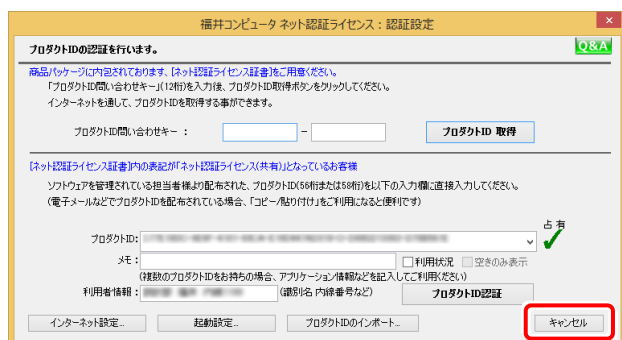 福井コンピュータ ネット認証ライセンス：認証設定
×
プロダクトIDの認証を行います。
Q&A
商品パッケージに内包されております、[ネット認証ライセンス証書]をご用意ください。
「プロダクトID問い合わせキー」(12桁)を入力後、プロダクトID取得ボタンをクリックしてください。
インターネットを通して、プロダクトIDを取得する事ができます。
プロダクトID問い合わせキー ： － プロダクトID 取得
[ネット認証ライセンス証書]内の表記が「ネット認証ライセンス(共有)」となっているお客様
ソフトウェアを管理されている担当者様より配布された、プロダクトID(56桁または58桁)を以下の入力欄に直接入力してください。
(電子メールなどでプロダクトIDを配布されている場合、「コピー/貼り付け」をご利用になると便利です)
占有
プロダクトID：
メモ： 利用状況 空きのみ表示
(複数のプロダクトIDをお持ちの場合、アプリケーション情報などを記入してご利用ください)
利用者情報： (識別名 内線番号など) プロダクトID認証
インターネット設定... 起動設定... プロダクトIDのインポート... キャンセル